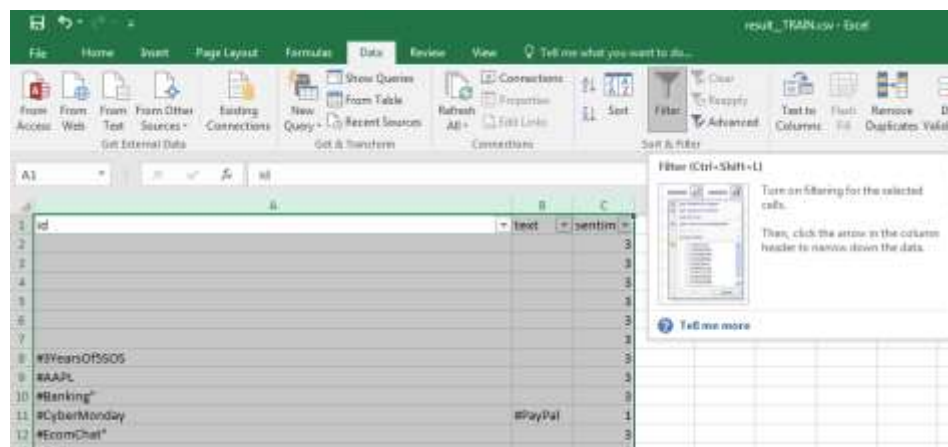 result_TRAIN.csv - Excel
File Home Insert Page Layout Formulas Data Review View Tell me what you want to do...
From Access From Web From Text From Other Sources Existing Connections New Query Show Queries From Table Recent Sources Refresh All Connections Properties Edit Links Sort Filter Clear Reapply Advanced Text to Columns Flash Fill Remove Duplicates
Get External Data Get & Transform Connections Sort & Filter
A1 fx id
A B C
1 id text sentim
2 3
3 3
4 3
5 3
6 3
7 3
8 #3YearsOf5SOS 3
9 #AAPL 3
10 #Banking" 3
11 #CyberMonday #PayPal 1
12 #EcomChat" 3
Filter (Ctrl+Shift+L)
Turn on filtering for the selected
cells.
Then, click the arrow in the column
header to narrow down the data.
Tell me more